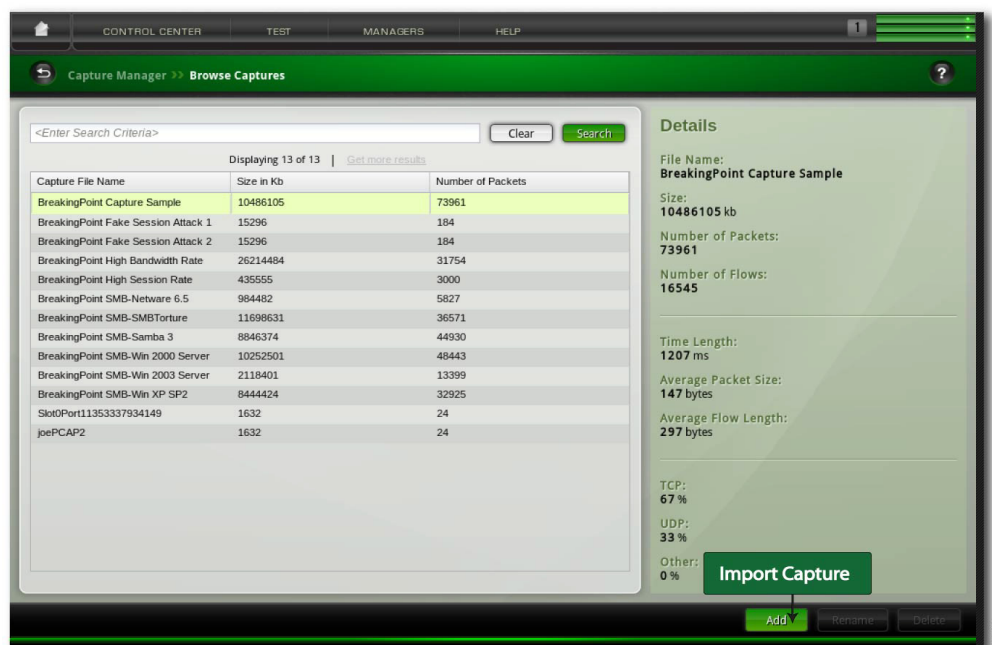 CONTROL CENTER TEST MANAGERS HELP 1
Capture Manager >> Browse Captures ?
<Enter Search Criteria> Clear Search
Displaying 13 of 13 | Get more results
Capture File Name Size in Kb Number of Packets
BreakingPoint Capture Sample 10486105 73961
BreakingPoint Fake Session Attack 1 15296 184
BreakingPoint Fake Session Attack 2 15296 184
BreakingPoint High Bandwidth Rate 26214484 31754
BreakingPoint High Session Rate 435555 3000
BreakingPoint SMB-Netware 6.5 984482 5827
BreakingPoint SMB-SMBTorture 11698631 36571
BreakingPoint SMB-Samba 3 8846374 44930
BreakingPoint SMB-Win 2000 Server 10252501 48443
BreakingPoint SMB-Win 2003 Server 2118401 13399
BreakingPoint SMB-Win XP SP2 8444424 32925
Slot0Port11353337934149 1632 24
joePCAP2 1632 24
Details
File Name:
BreakingPoint Capture Sample
Size:
10486105 kb
Number of Packets:
73961
Number of Flows:
16545
Time Length:
1207 ms
Average Packet Size:
147 bytes
Average Flow Length:
297 bytes
TCP:
67 %
UDP:
33 %
Other:
0 %
Import Capture
Add Rename Delete